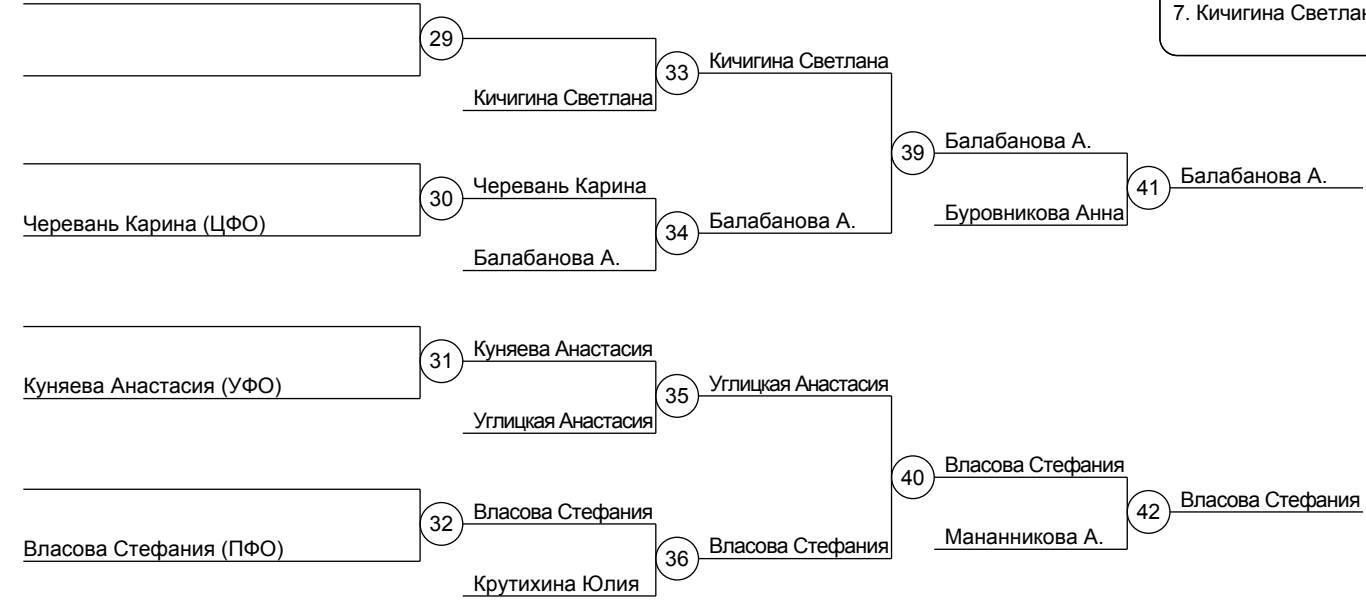 7. Кичигина Светлан
29
Кичигина Светлана
33
Кичигина Светлана
39
Балабанова А.
Черевань Карина (ЦФО)
30
Черевань Карина
Балабанова А.
34
Балабанова А.
Буровникова Анна
41
Балабанова А.
Куняева Анастасия (УФО)
31
Куняева Анастасия
Углицкая Анастасия
35
Углицкая Анастасия
40
Власова Стефания
Власова Стефания (ПФО)
32
Власова Стефания
Крутихина Юлия
36
Власова Стефания
Мананникова А.
42
Власова Стефания